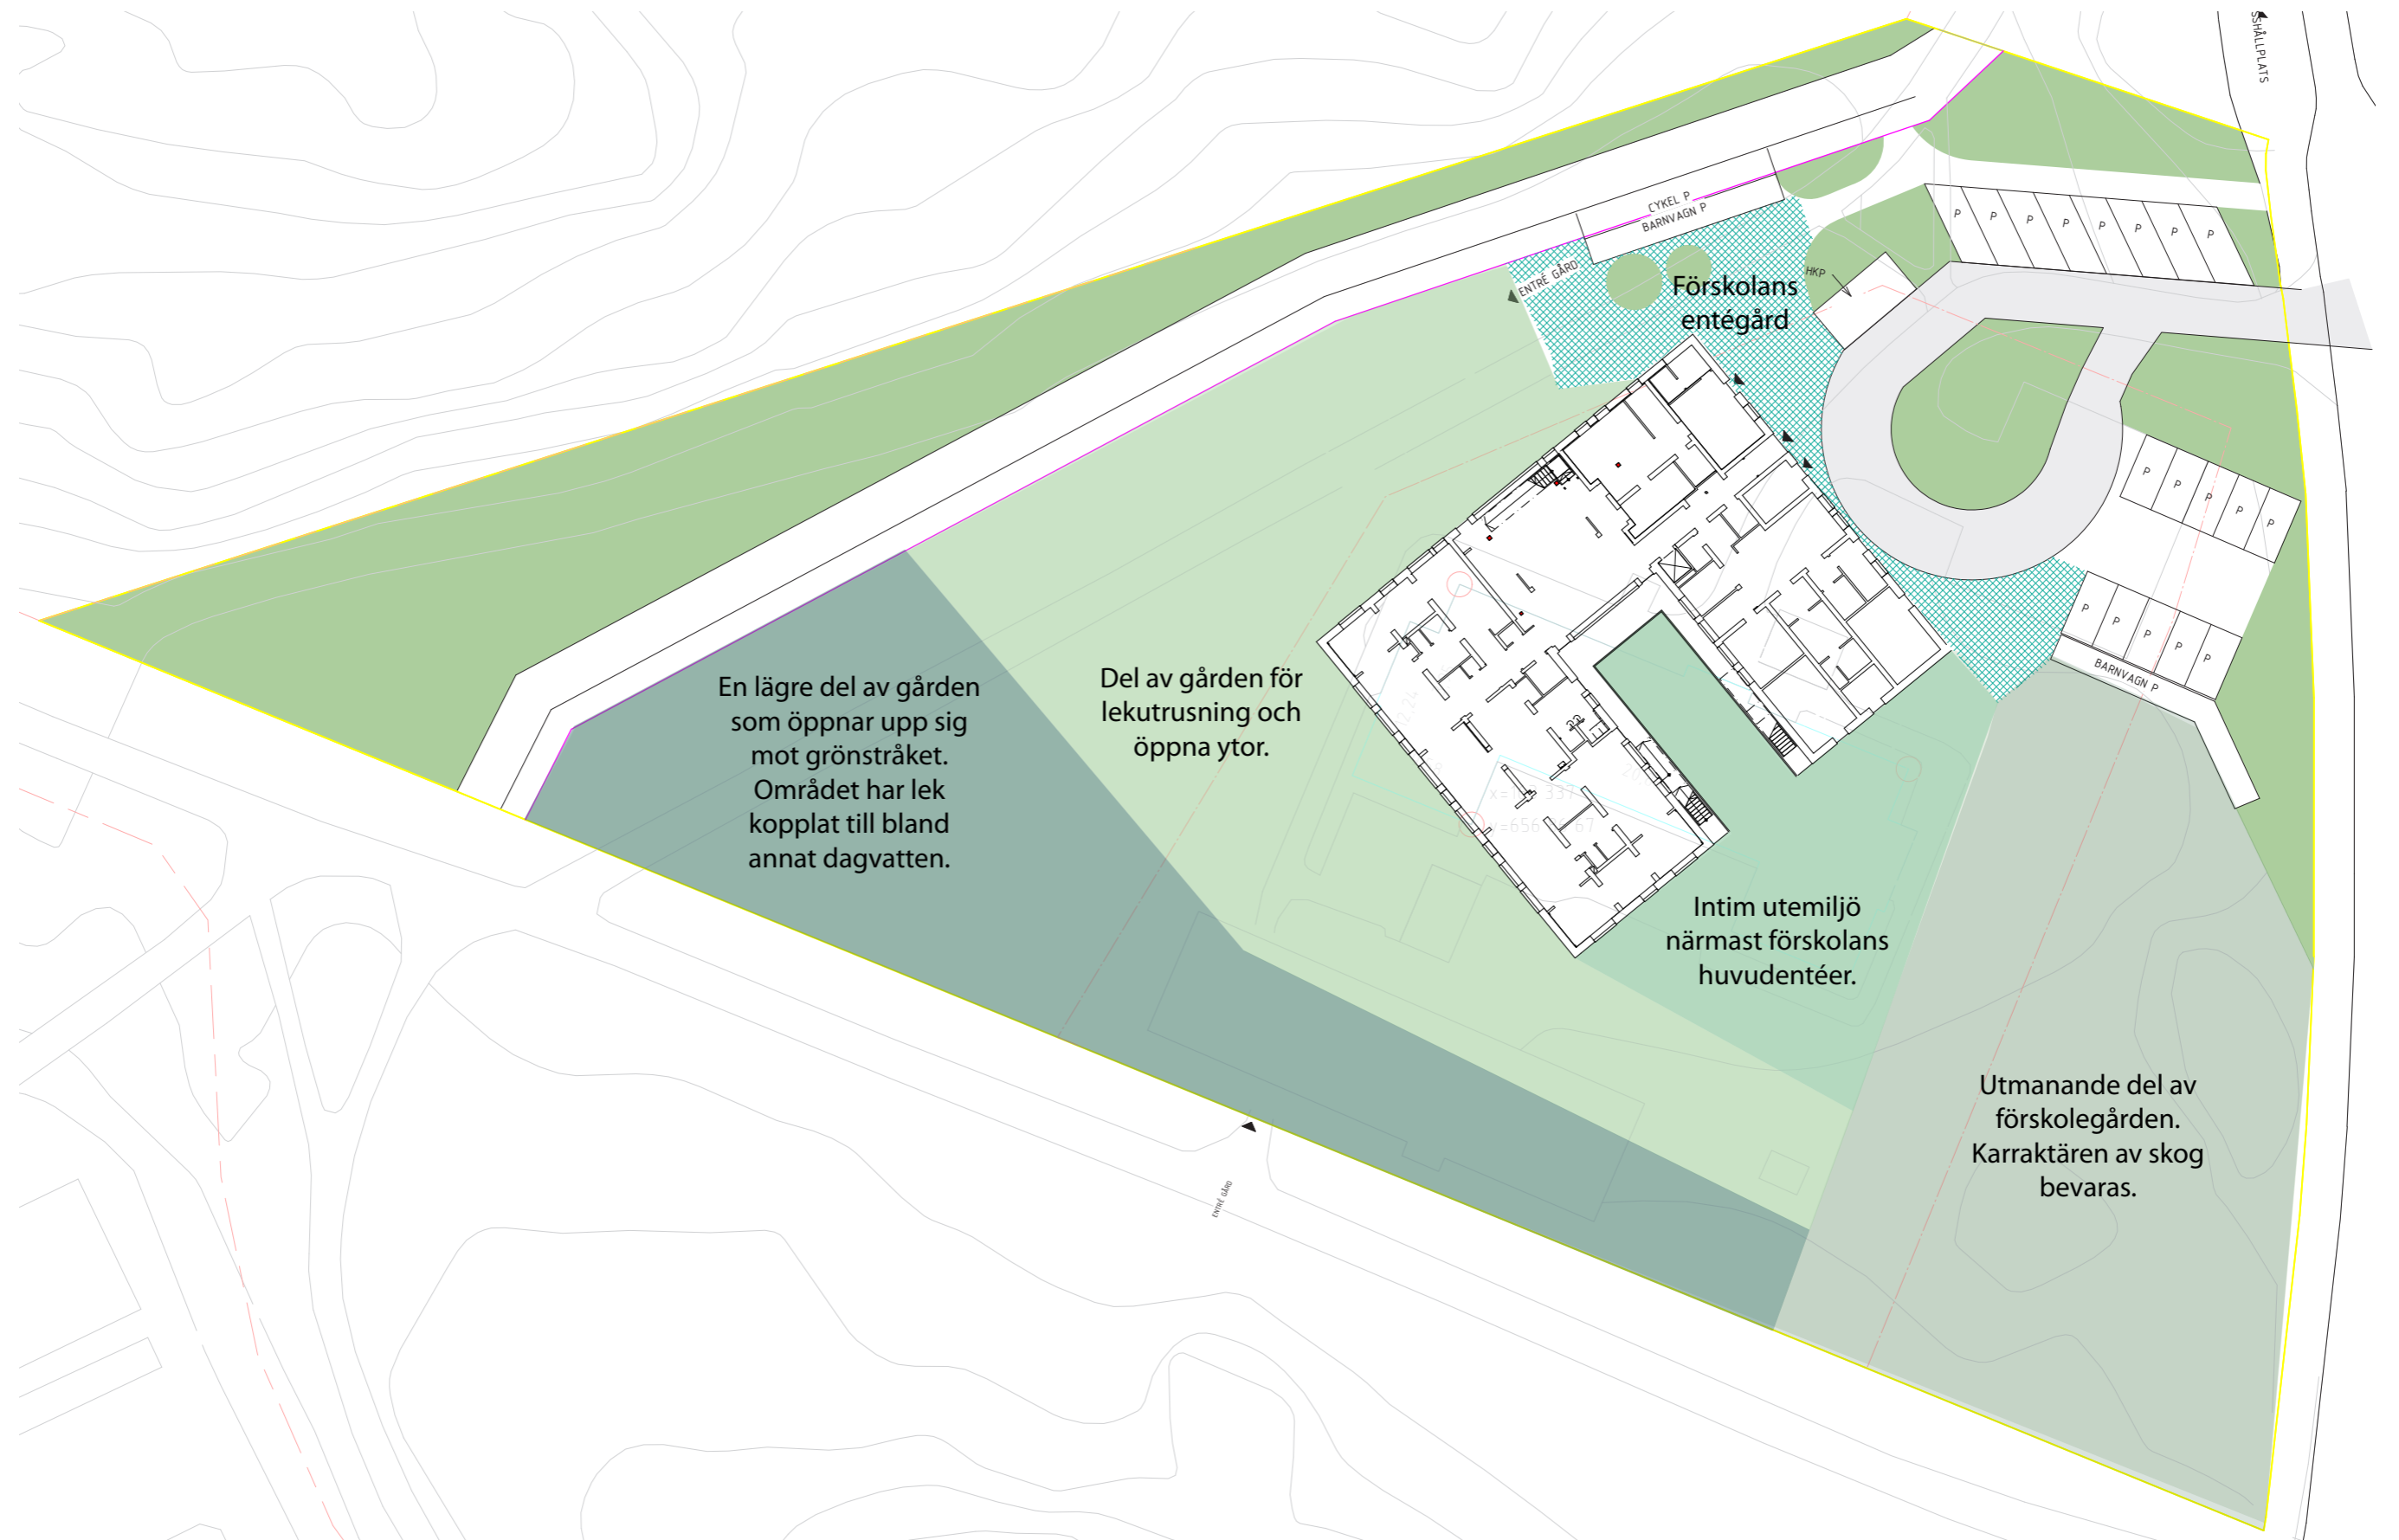 SSHÅLLPLATS
CYKEL P
BARNVAGN P
ENTRÉ GÅRD
HKP
P
P
P
P
P
P
P
P
Förskolans
entégård
P
P
P
P
P
P
P
P
P
P
BARNVAGN P
En lägre del av gården
som öppnar upp sig
mot grönstråket.
Området har lek
kopplat till bland
annat dagvatten.
Del av gården för
lekutrusning och
öppna ytor.
Intim utemiljö
närmast förskolans
huvudentéer.
Utmanande del av
förskolegården.
Karraktären av skog
bevaras.
ENTRÉ GÅRD